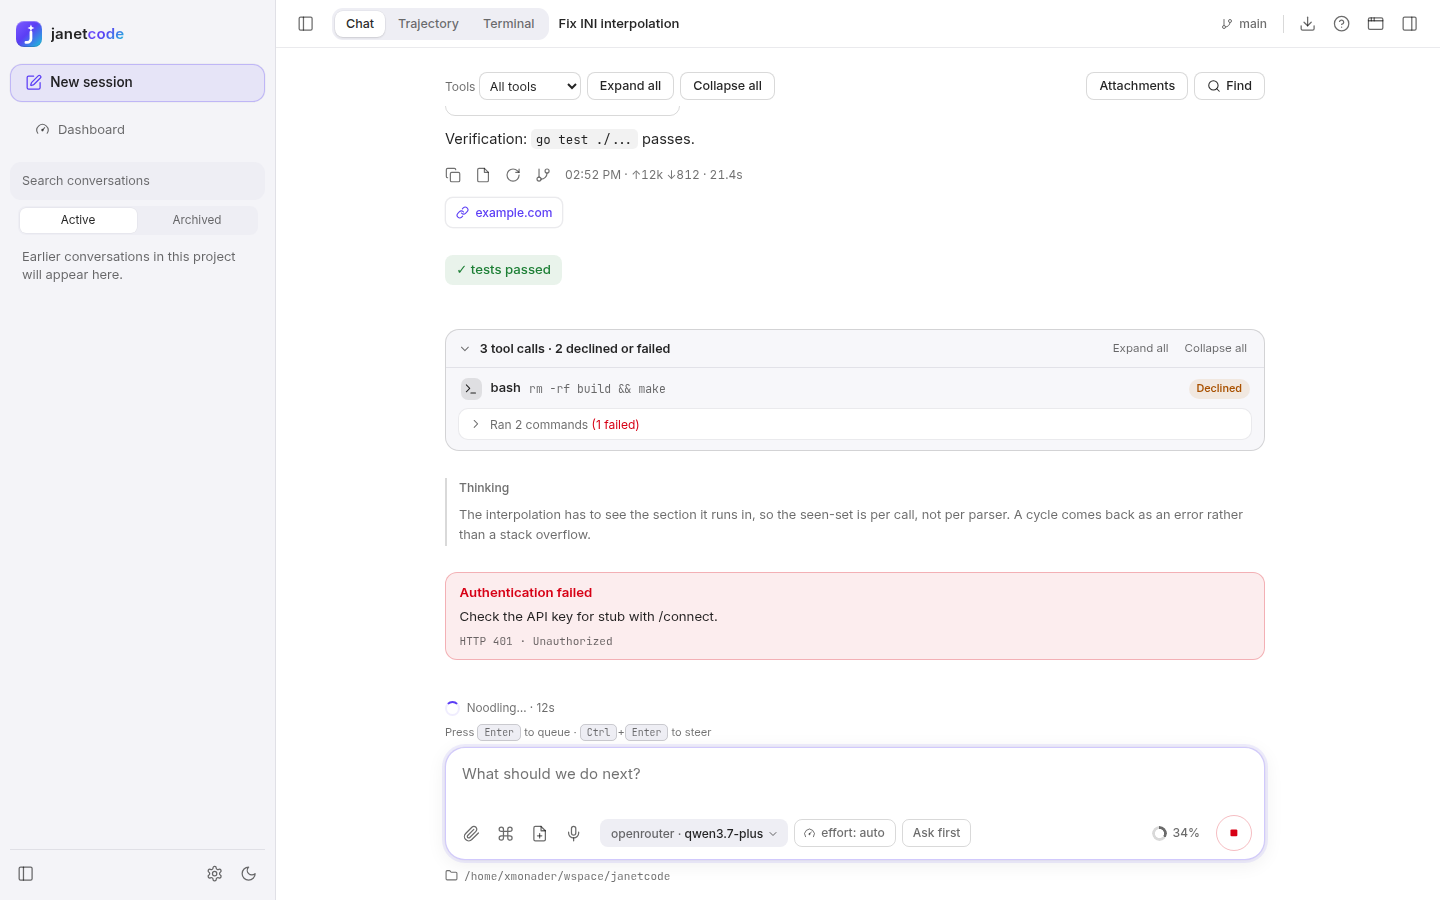 janetcode
Chat Trajectory Terminal Fix INI interpolation main
New session
Dashboard
Search conversations
Active Archived
Earlier conversations in this project
will appear here.
Tools All tools Expand all Collapse all Attachments Find
Verification: go test ./... passes.
02:52 PM · ↑12k ↓812 · 21.4s
example.com
✓ tests passed
3 tool calls · 2 declined or failed Expand all Collapse all
bash rm -rf build && make Declined
Ran 2 commands (1 failed)
Thinking
The interpolation has to see the section it runs in, so the seen-set is per call, not per parser. A cycle comes back as an error rather
than a stack overflow.
Authentication failed
Check the API key for stub with /connect.
HTTP 401 · Unauthorized
Noodling... · 12s
Press Enter to queue · Ctrl+Enter to steer
What should we do next?
openrouter · qwen3.7-plus effort: auto Ask first 34%
/home/xmonader/wspace/janetcode